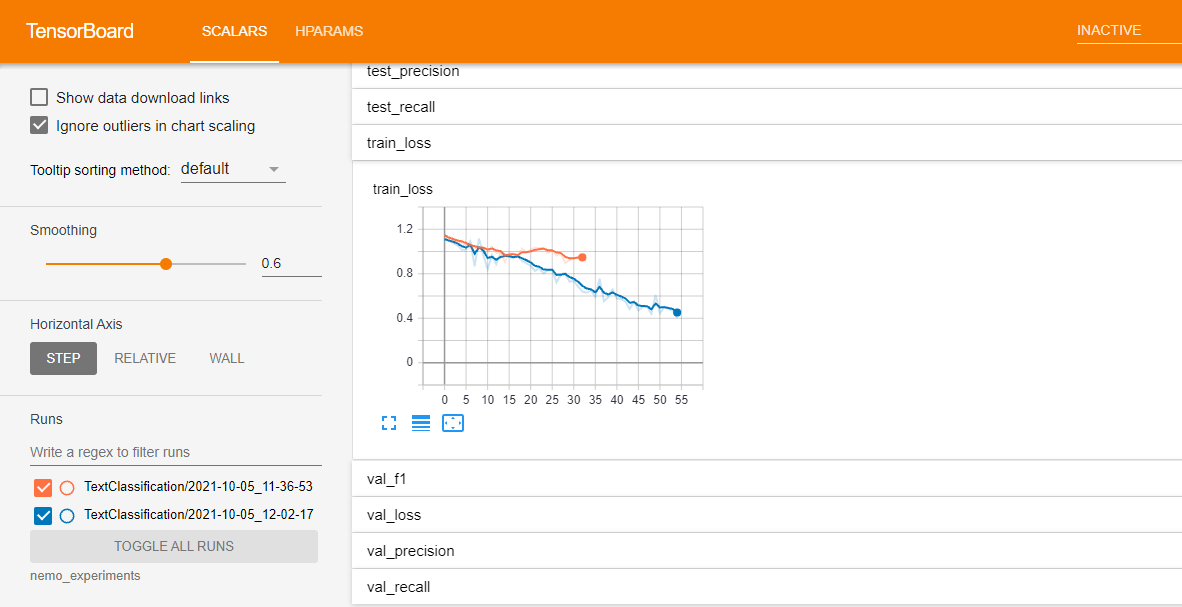 TensorBoard SCALARS HPARAMS INACTIVE
Show data download links
Ignore outliers in chart scaling
Tooltip sorting method: default
Smoothing
0.6
Horizontal Axis
STEP RELATIVE WALL
Runs
Write a regex to filter runs
TextClassification/2021-10-05_11-36-53
TextClassification/2021-10-05_12-02-17
TOGGLE ALL RUNS
nemo_experiments
test_precision
test_recall
train_loss
train_loss
1.2
0.8
0.4
0
0 5 10 15 20 25 30 35 40 45 50 55
val_f1
val_loss
val_precision
val_recall